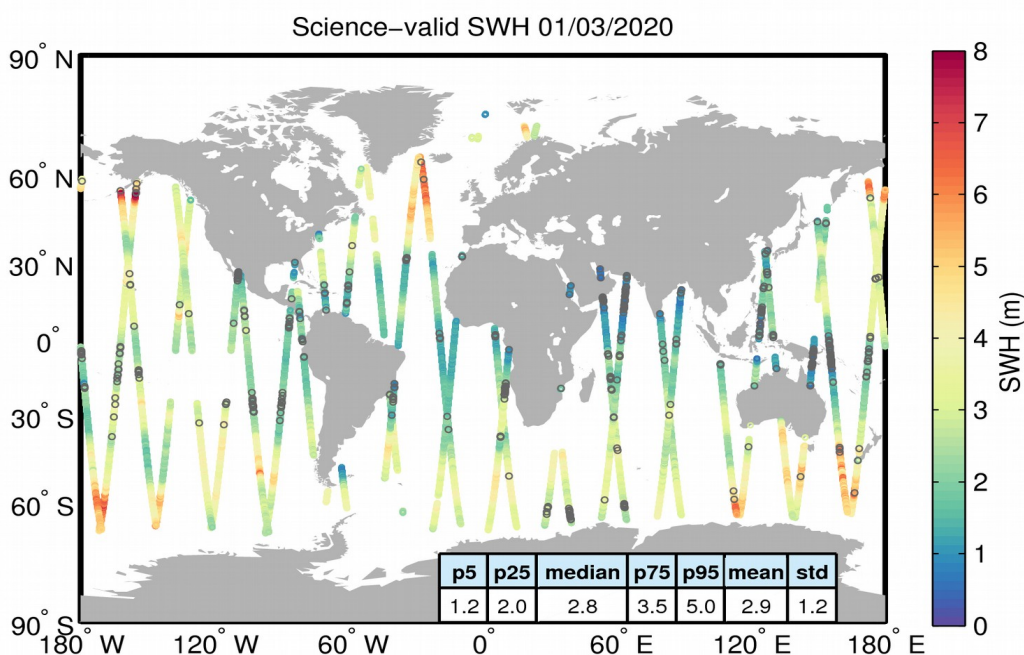 Science-valid SWH 01/03/2020
90° N
60° N
30° N
0°
30° S
60° S
90° S
180° W
120° W
60° W
0°
60° E
120° E
180° E
p5 p25 median p75 p95 mean std
1.2 2.0 2.8 3.5 5.0 2.9 1.2
8
7
6
5
4
3
2
1
0
SWH (m)